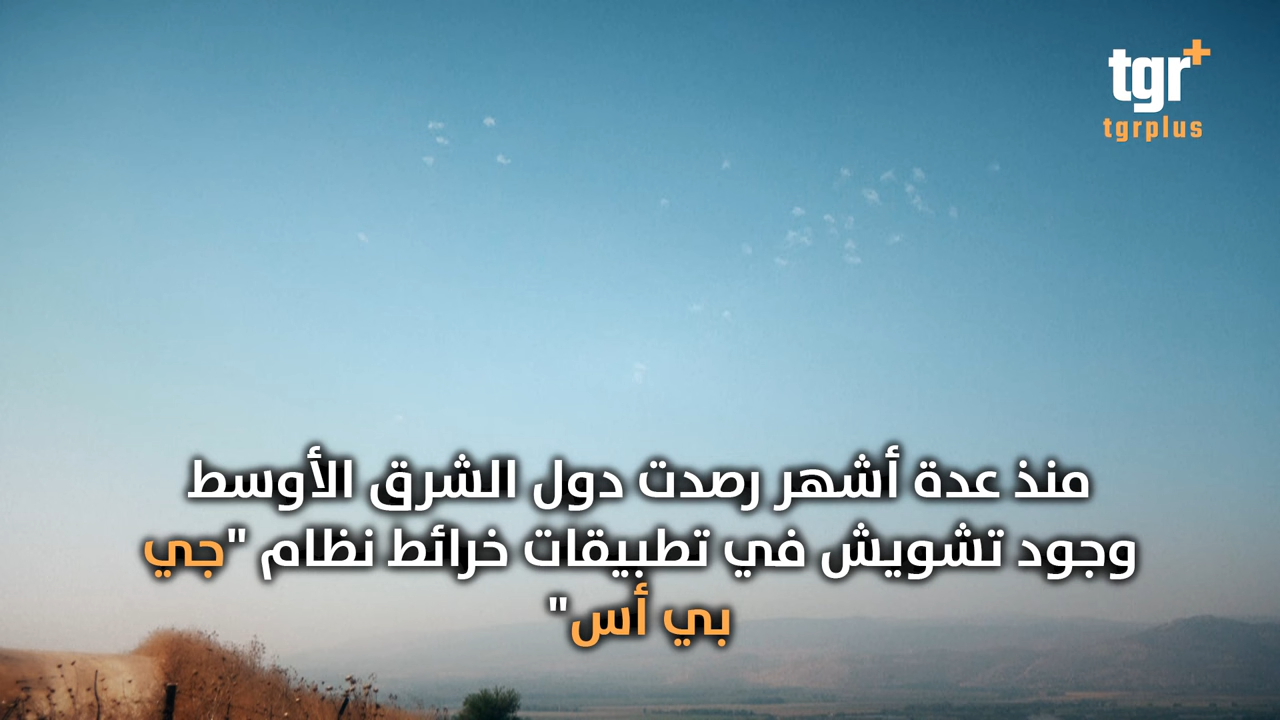 tgr+
tgrplus
منذ عدة أشهر رصدت دول الشرق الأوسط
وجود تشويش في تطبيقات خرائط نظام "جي
بي أس"